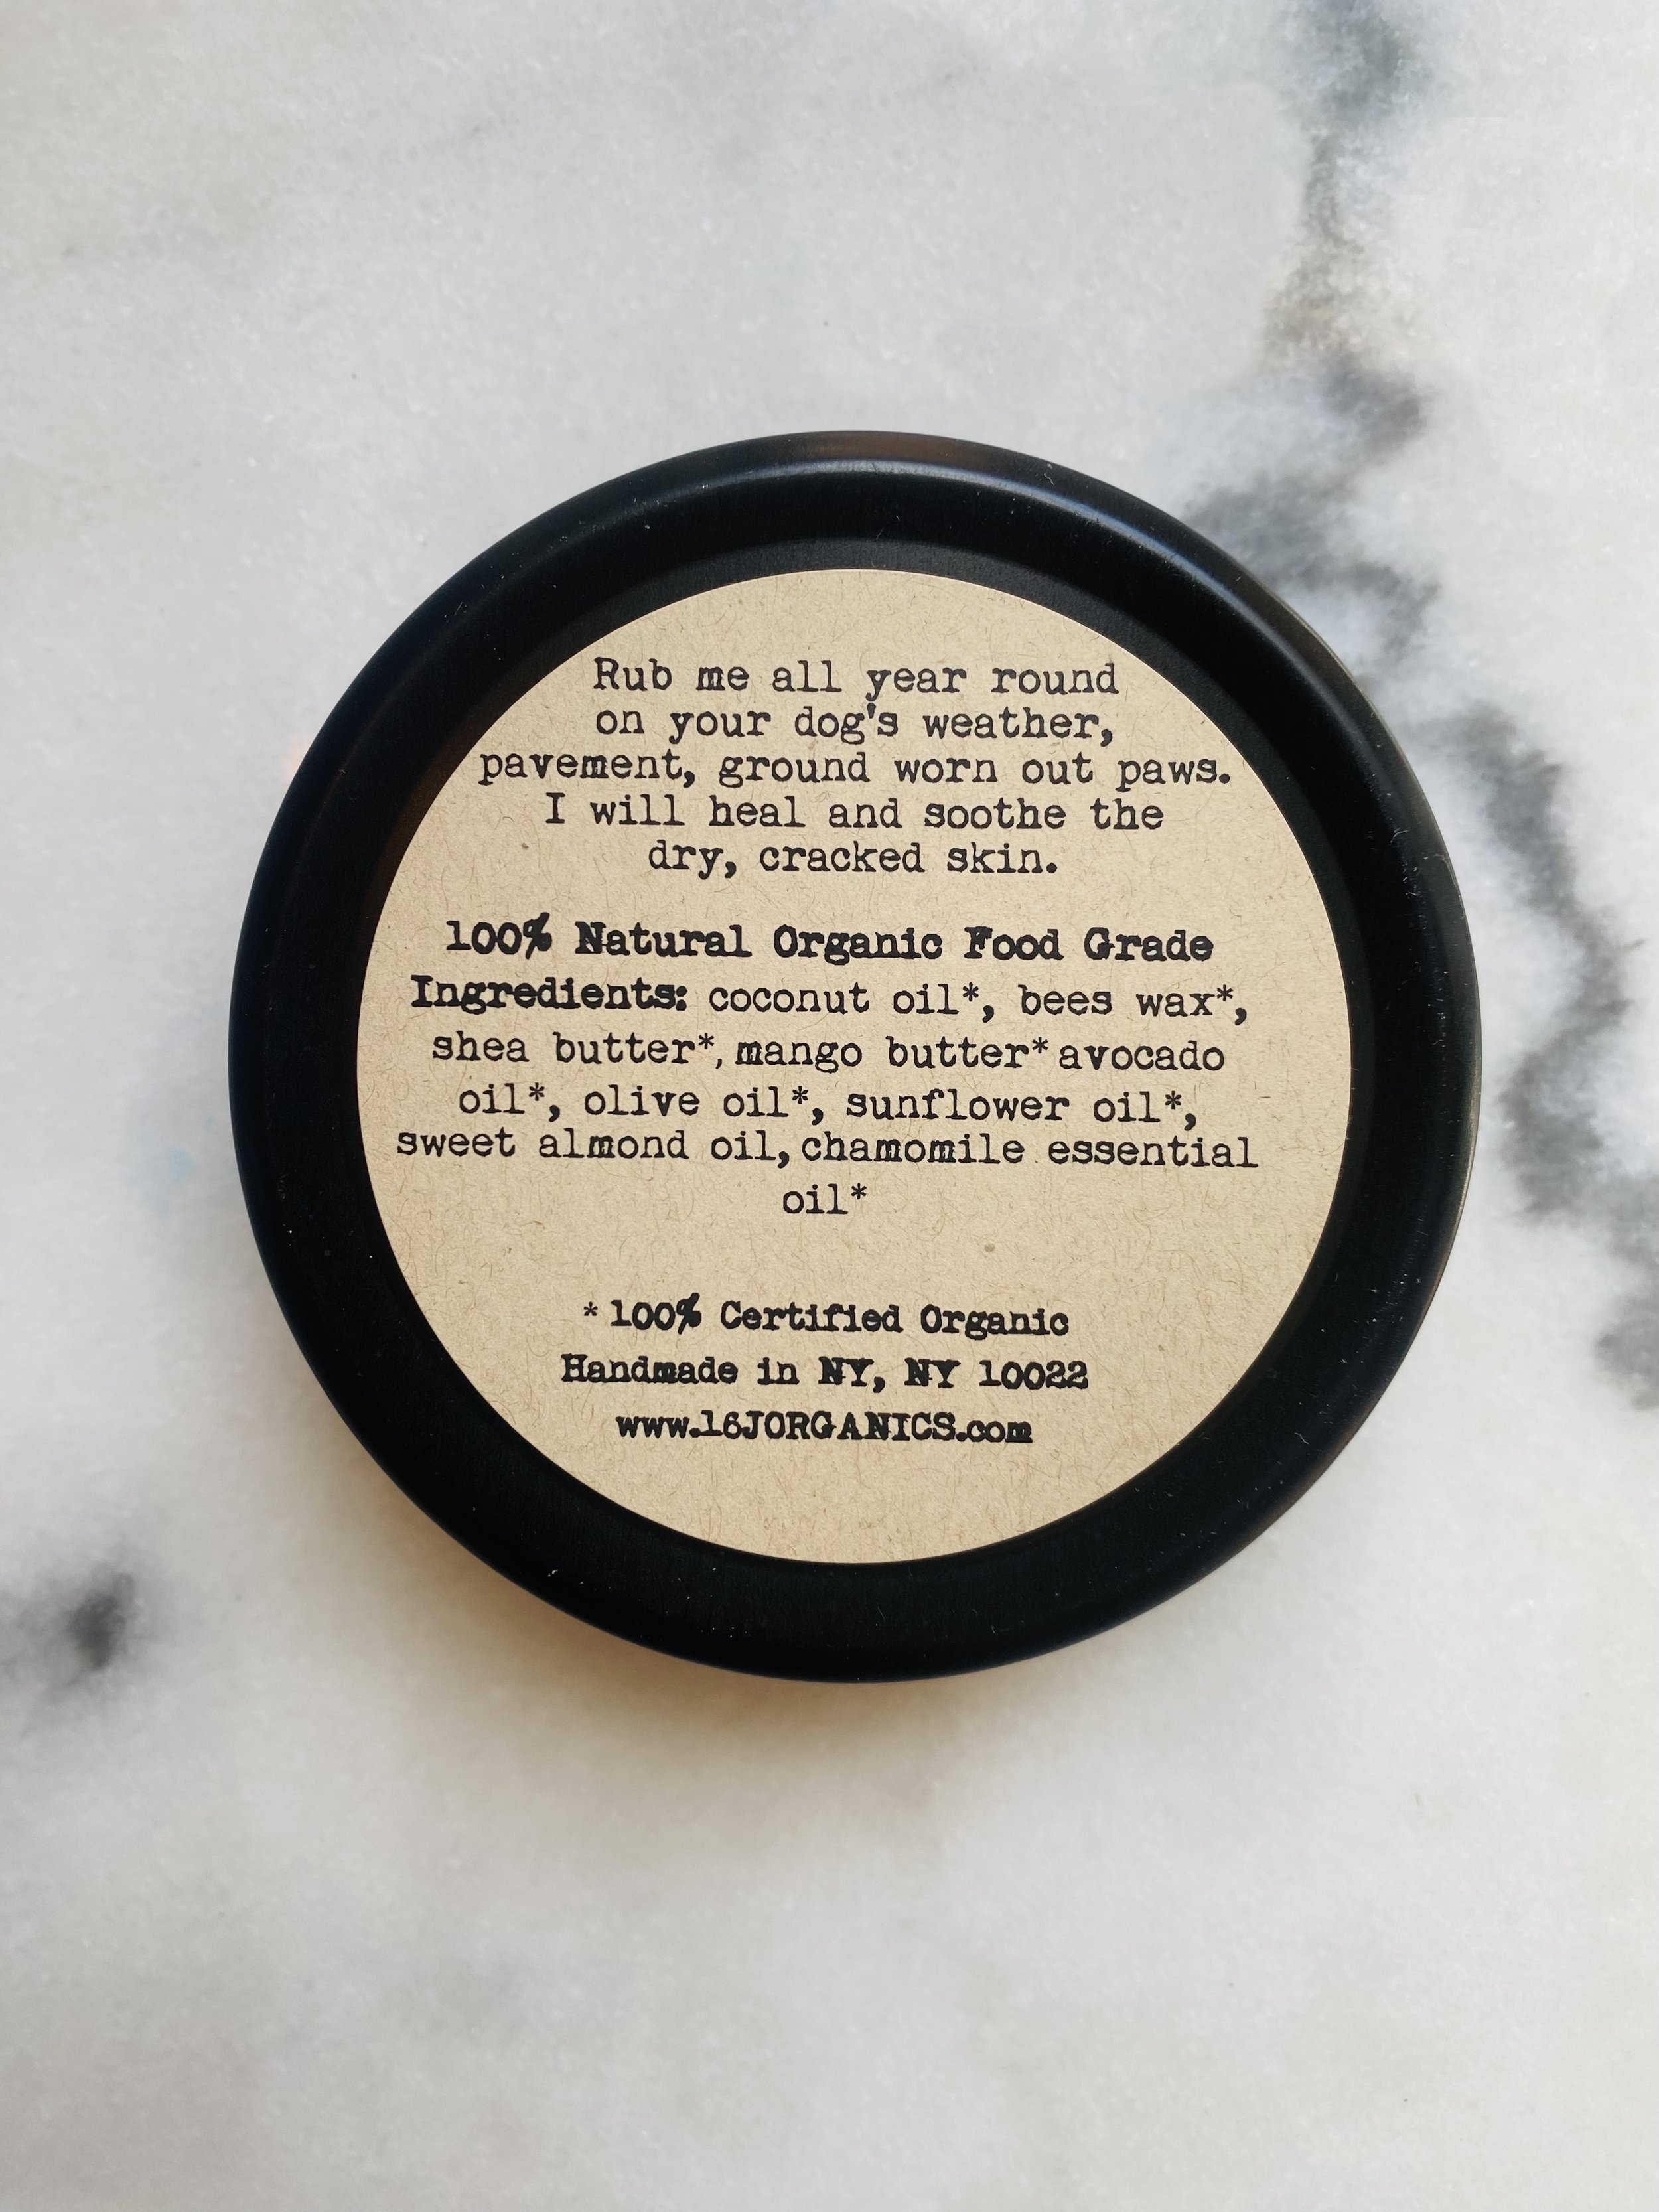 Rub me all year round
on your dog's weather,
pavement, ground worn out paws.
I will heal and soothe the
dry, cracked skin.
100% Natural Organic Food Grade
Ingredients: coconut oil*, bees wax*,
shea butter*, mango butter* avocado
oil*, olive oil*, sunflower oil*,
sweet almond oil, chamomile essential
oil*
* 100% Certified Organic
Handmade in NY, NY 10022
www.16JORGANICS.com